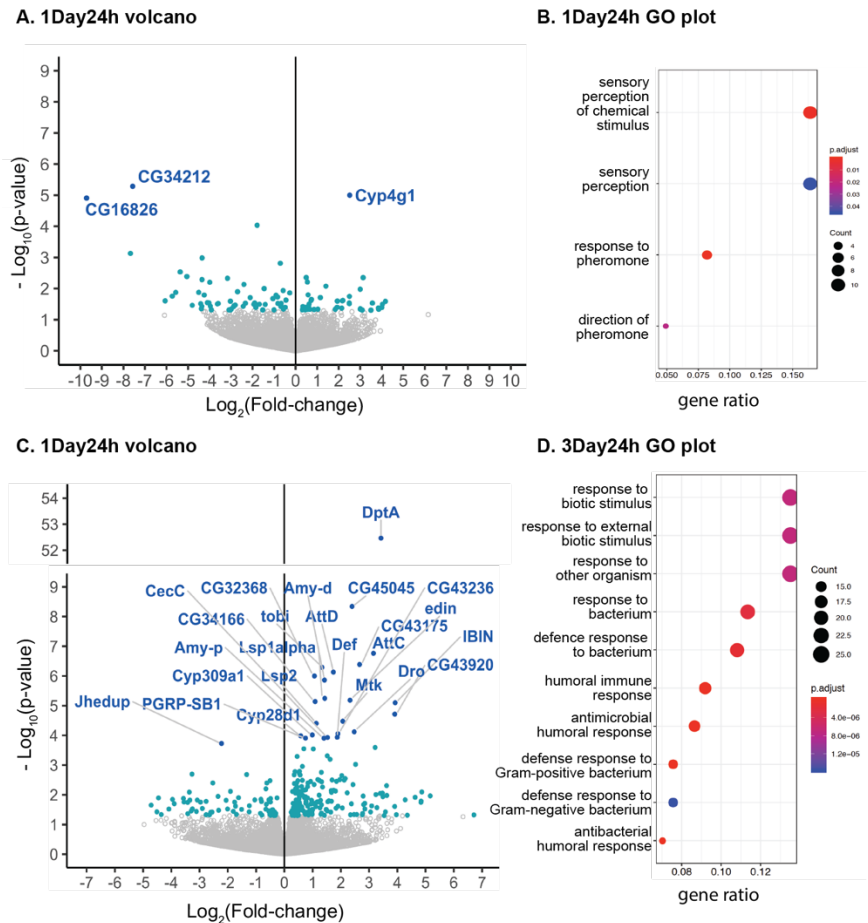 A. 1Day24h volcano
9
8
7
6
5
4
3
2
1
0
- Log10(p-value)
CG34212
CG16826
Cyp4g1
-10 -9 -8 -7 -6 -5 -4 -3 -2 -1 0 1 2 3 4 5 6 7 8 9 10
Log2(Fold-change)
B. 1Day24h GO plot
sensory
perception
of chemical
stimulus
sensory
perception
response to
pheromone
direction of
pheromone
0.050 0.075 0.100 0.125 0.150
gene ratio
p.adjust
0.01
0.02
0.03
0.04
Count
4
6
8
10
C. 1Day24h volcano
54
53
52
9
8
7
6
5
4
3
2
1
0
- Log10(p-value)
DptA
CecC CG32368 Amy-d CG45045 CG43236
edin
CG34166 tobi AttD CG43175
Def AttC IBIN
Amy-p Lsp1alpha
Dro CG43920
Cyp309a1 Lsp2
Mtk
Jhedup PGRP-SB1 Cyp28d1
-7 -6 -5 -4 -3 -2 -1 0 1 2 3 4 5 6 7
Log2(Fold-change)
D. 3Day24h GO plot
response to
biotic stimulus
response to external
biotic stimulus
response to
other organism
response to
bacterium
defence response
to bacterium
humoral immune
response
antimicrobial
humoral response
defense response to
Gram-positive bacterium
defense response to
Gram-negative bacterium
antibacterial
humoral response
0.08 0.12
gene ratio
Count
15.0
17.5
20.0
22.5
25.0
p.adjust
4.0e-06
8.0e-06
1.2e-05